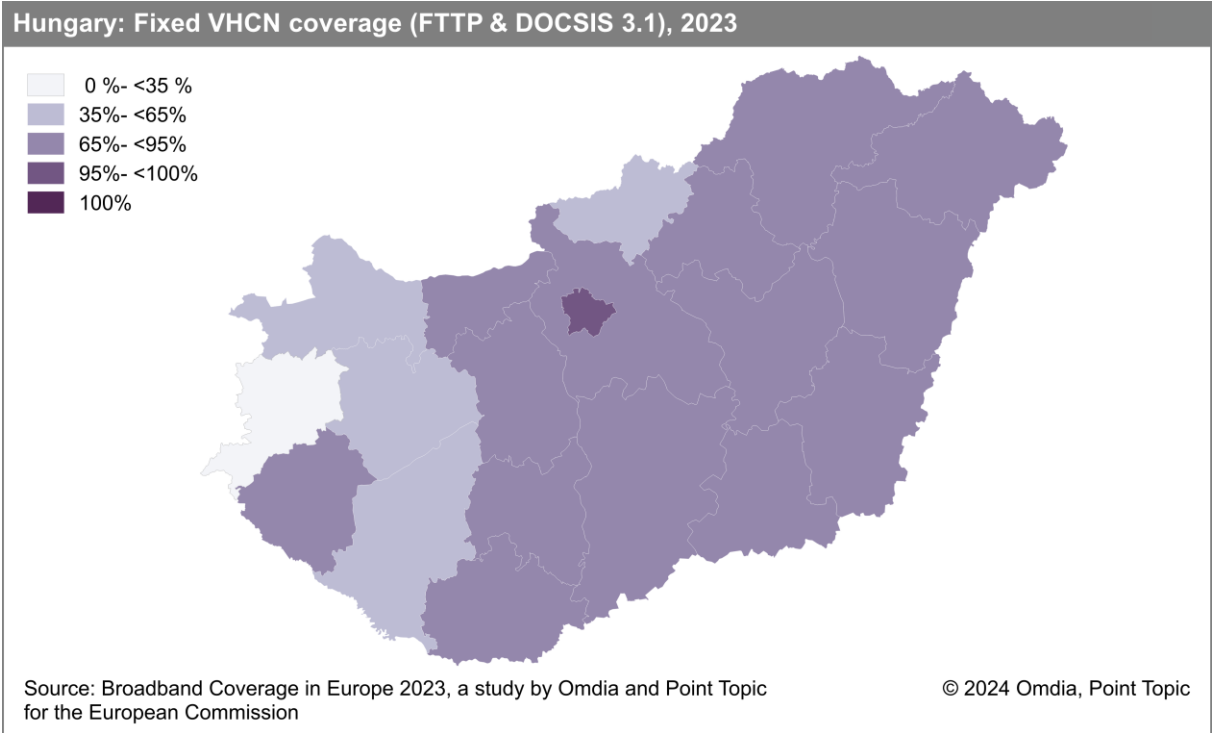 Hungary: Fixed VHCN coverage (FTTP & DOCSIS 3.1), 2023
0 %- <35 %
35%- <65%
65%- <95%
95%- <100%
100%
Source: Broadband Coverage in Europe 2023, a study by Omdia and Point Topic
for the European Commission
© 2024 Omdia, Point Topic